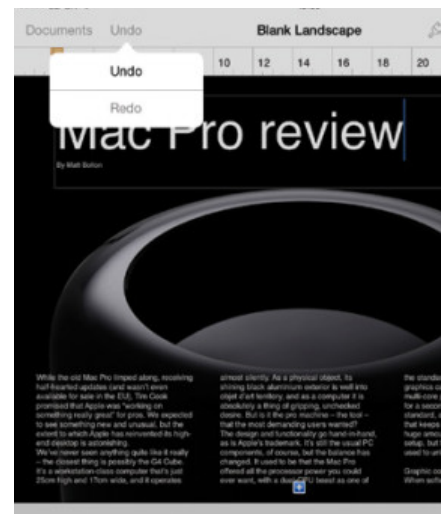 Documents Undo Blank Landscape
Undo
Redo
10 12 14 16 18 20
Mac Pro review
By Matt Bolton
While the old Mac Pro limped along, receiving
half-hearted updates (and wasn't even
available for sale in the EU), Tim Cook
promised that Apple was "working on
something really great" for pros. We expected
to see something new and unusual, but the
extent to which Apple has reinvented its high-
end desktop is astonishing.
We've never seen anything quite like it really
– the closest thing is possibly the G4 Cube.
It's a workstation-class computer that's just
25cm high and 17cm wide, and it operates
almost silently. As a physical object, its
shining black aluminium exterior is well into
objet d'art territory, and as a computer it is
absolutely a thing of gripping, unchecked
desire. But is it the pro machine – the tool –
that the most demanding users wanted?
The design and functionality go hand-in-hand,
as is Apple's trademark. It's still the usual PC
components, of course, but the balance has
changed. It used to be that the Mac Pro
offered all the processor power you could
ever want, with a dual CPU beast as one of
the standa
graphics ca
multi-core
for a secon
standard,
that keeps
huge amo
setup, but
used to un
Graphic co
When soft